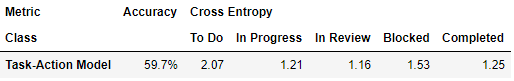 Metric Accuracy Cross Entropy
Class To Do In Progress In Review Blocked Completed
Task-Action Model 59.7% 2.07 1.21 1.16 1.53 1.25